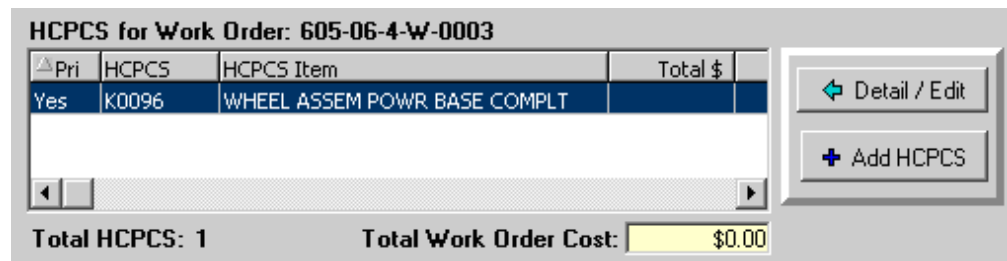 HCPCS for Work Order: 605-06-4-W-0003
Pri HCPCS HCPCS Item Total $
Yes K0096 WHEEL ASSEM POWR BASE COMPLT
Detail / Edit
Add HCPCS
Total HCPCS: 1 Total Work Order Cost: $0.00